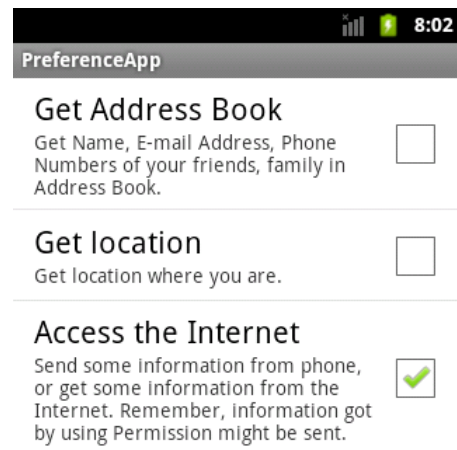 8:02
PreferenceApp
Get Address Book
Get Name, E-mail Address, Phone
Numbers of your friends, family in
Address Book.
Get location
Get location where you are.
Access the Internet
Send some information from phone,
or get some information from the
Internet. Remember, information got
by using Permission might be sent.